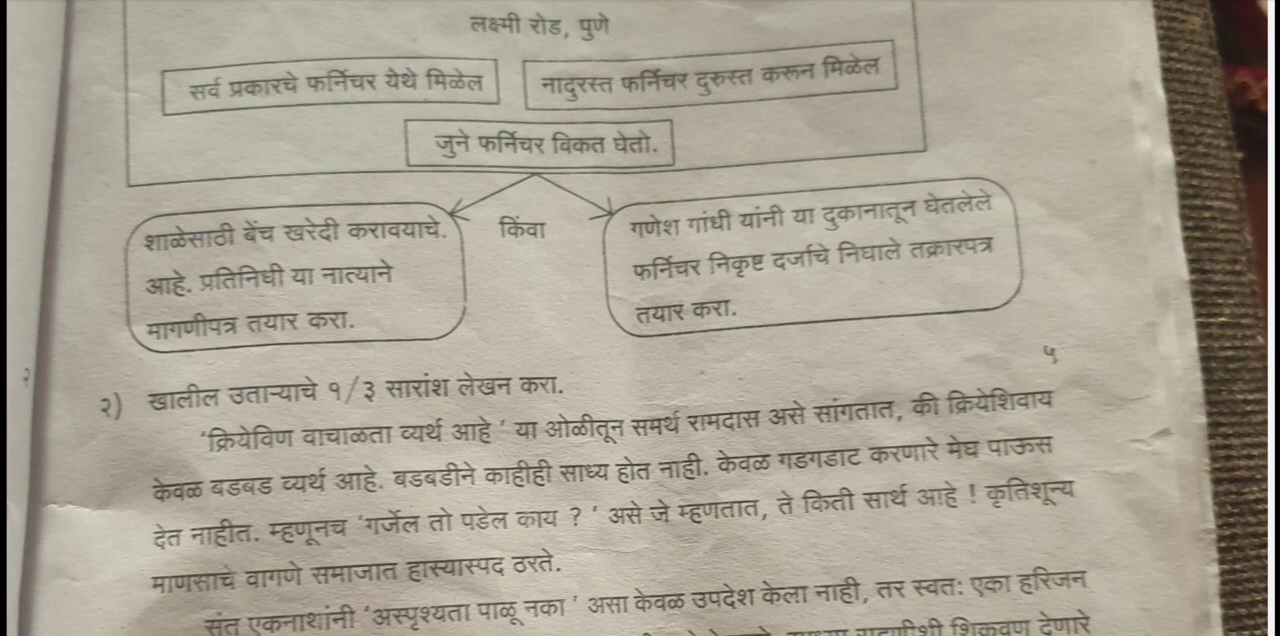 लक्ष्मी रोड, पुणे
सर्व प्रकारचे फर्निचर येथे मिळेल
नादुरस्त फर्निचर दुरुस्त करून मिळेल
जुने फर्निचर विकत घेतो.
शाळेसाठी बेंच खरेदी करावयाचे.
आहे. प्रतिनिधी या नात्याने
मागणीपत्र तयार करा.
किंवा
गणेश गांधी यांनी या दुकानातून घेतलेले
फर्निचर निकृष्ट दर्जाचे निघाले तक्रारपत्र
तयार करा.
५
२) खालील उताऱ्याचे १/३ सारांश लेखन करा.
'क्रियेविण वाचाळता व्यर्थ आहे ' या ओळीतून समर्थ रामदास असे सांगतात, की क्रियेशिवाय
केवळ बडबड व्यर्थ आहे. बडबडीने काहीही साध्य होत नाही. केवळ गडगडाट करणारे मेघ पाऊस
देत नाहीत. म्हणूनच 'गर्जेल तो पडेल काय ? ' असे जे म्हणतात, ते किती सार्थ आहे ! कृतिशून्य
माणसाचे वागणे समाजात हास्यास्पद ठरते.
संत एकनाथांनी 'अस्पृश्यता पाळू नका ' असा केवळ उपदेश केला नाही, तर स्वतः एका हरिजन
शिकवण देणारे